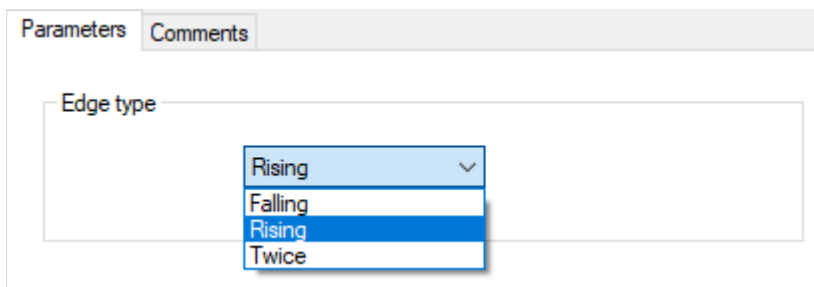 Parameters Comments
Edge type
Rising
Falling
Rising
Twice